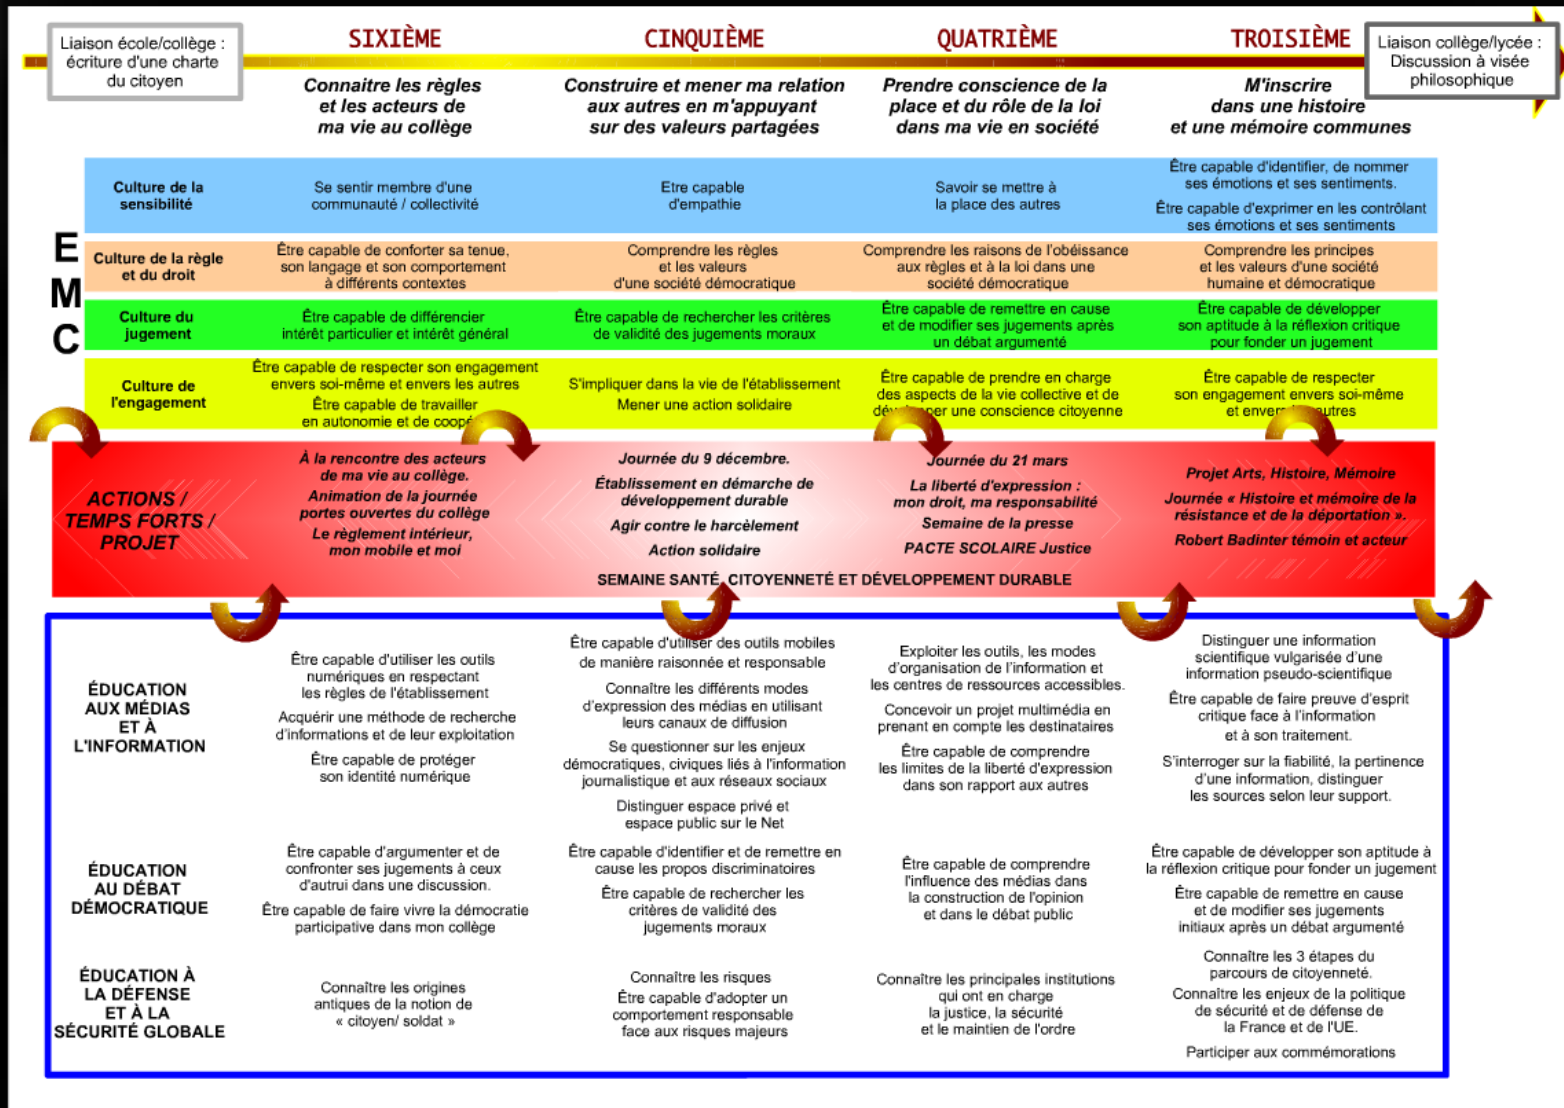 Liaison école/collège :
écriture d'une charte
du citoyen
SIXIÈME
CINQUIÈME
QUATRIÈME
TROISIÈME
Liaison collège/lycée :
Discussion à visée
philosophique
Connaitre les règles
et les acteurs de
ma vie au collège
Construire et mener ma relation
aux autres en m'appuyant
sur des valeurs partagées
Prendre conscience de la
place et du rôle de la loi
dans ma vie en société
M'inscrire
dans une histoire
et une mémoire communes
E
M
C
Culture de la
sensibilité
Se sentir membre d'une
communauté / collectivité
Etre capable
d'empathie
Savoir se mettre à
la place des autres
Être capable d'identifier, de nommer
ses émotions et ses sentiments.
Être capable d'exprimer en les contrôlant
ses émotions et ses sentiments
Culture de la règle
et du droit
Être capable de conforter sa tenue,
son langage et son comportement
à différents contextes
Comprendre les règles
et les valeurs
d'une société démocratique
Comprendre les raisons de l'obéissance
aux règles et à la loi dans une
société démocratique
Comprendre les principes
et les valeurs d'une société
humaine et démocratique
Culture du
jugement
Être capable de différencier
intérêt particulier et intérêt général
Être capable de rechercher les critères
de validité des jugements moraux
Être capable de remettre en cause
et de modifier ses jugements après
un débat argumenté
Être capable de développer
son aptitude à la réflexion critique
pour fonder un jugement
Culture de
l'engagement
Être capable de respecter son engagement
envers soi-même et envers les autres
Être capable de travailler
en autonomie et de
S'impliquer dans la vie de l'établissement
Mener une action solidaire
Être capable de prendre en charge
des aspects de la vie collective et de
une conscience citoyenne
Être capable de respecter
son engagement envers soi-même
et
ACTIONS /
TEMPS FORTS /
PROJET
À la rencontre des acteurs
de ma vie au collège.
Animation de la journée
portes ouvertes du collège
Le règlement intérieur,
mon mobile et moi
Journée du 9 décembre.
Établissement en démarche de
développement durable
Agir contre le harcèlement
Action solidaire
Journée du 21 mars
La liberté d'expression :
mon droit, ma responsabilité
Semaine de la presse
PACTE SCOLAIRE Justice
Projet Arts, Histoire, Mémoire
Journée « Histoire et mémoire de la
résistance et de la déportation ».
Robert Badinter témoin et acteur
SEMAINE SANTÉ, CITOYENNETÉ ET DÉVELOPPEMENT DURABLE
ÉDUCATION
AUX MÉDIAS
ET À
L'INFORMATION
Être capable d'utiliser les outils
numériques en respectant
les règles de l'établissement
Acquérir une méthode de recherche
d'informations et de leur exploitation
Être capable de protéger
son identité numérique
Être capable d'utiliser des outils mobiles
de manière raisonnée et responsable
Connaître les différents modes
d'expression des médias en utilisant
leurs canaux de diffusion
Se questionner sur les enjeux
démocratiques, civiques liés à l'information
journalistique et aux réseaux sociaux
Distinguer espace privé et
espace public sur le Net
Exploiter les outils, les modes
d'organisation de l'information et
les centres de ressources accessibles.
Concevoir un projet multimédia en
prenant en compte les destinataires
Être capable de comprendre
les limites de la liberté d'expression
dans son rapport aux autres
Distinguer une information
scientifique vulgarisée d'une
information pseudo-scientifique
Être capable de faire preuve d'esprit
critique face à l'information
et à son traitement.
S'interroger sur la fiabilité, la pertinence
d'une information, distinguer
les sources selon leur support.
ÉDUCATION
AU DÉBAT
DÉMOCRATIQUE
Être capable d'argumenter et de
confronter ses jugements à ceux
d'autrui dans une discussion.
Être capable de faire vivre la démocratie
participative dans mon collège
Être capable d'identifier et de remettre en
cause les propos discriminatoires
Être capable de rechercher les
critères de validité des
jugements moraux
Être capable de comprendre
l'influence des médias dans
la construction de l'opinion
et dans le débat public
Être capable de développer son aptitude à
la réflexion critique pour fonder un jugement
Être capable de remettre en cause
et de modifier ses jugements
initiaux après un débat argumenté
ÉDUCATION À
LA DÉFENSE
ET À LA
SÉCURITÉ GLOBALE
Connaître les origines
antiques de la notion de
« citoyen/ soldat »
Connaître les risques
Être capable d'adopter un
comportement responsable
face aux risques majeurs
Connaître les principales institutions
qui ont en charge
la justice, la sécurité
et le maintien de l'ordre
Connaître les 3 étapes du
parcours de citoyenneté.
Connaître les enjeux de la politique
de sécurité et de défense de
la France et de l'UE.
Participer aux commémorations